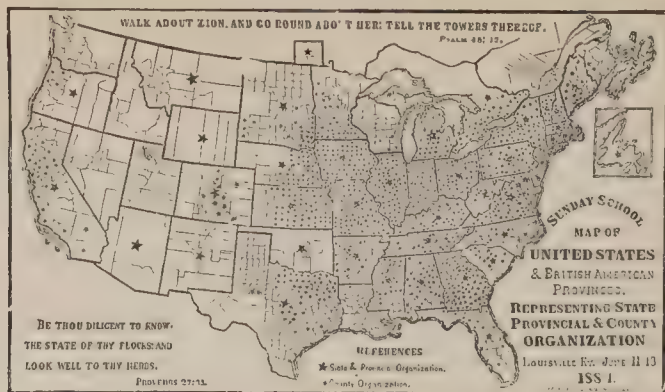 WALK ABOUT ZION, AND GO ROUND ABO'T HER: TELL THE TOWERS THEREOF.
PSALM 48: 12.
SUNDAY SCHOOL
MAP OF
UNITED STATES
& BRITISH AMERICAN
PROVINCES.
REPRESENTING STATE
PROVINCIAL & COUNTY
ORGANIZATION
LOUISVILLE KY. JUNE 11 13
188
BE THOU DILIGENT TO KNOW.
THE STATE OF THY FLOCKS: AND
LOOK WELL TO THY HERDS.
PROVERBS 27:23.
REFERENCES
State & Provincial Organization.
County Organization.